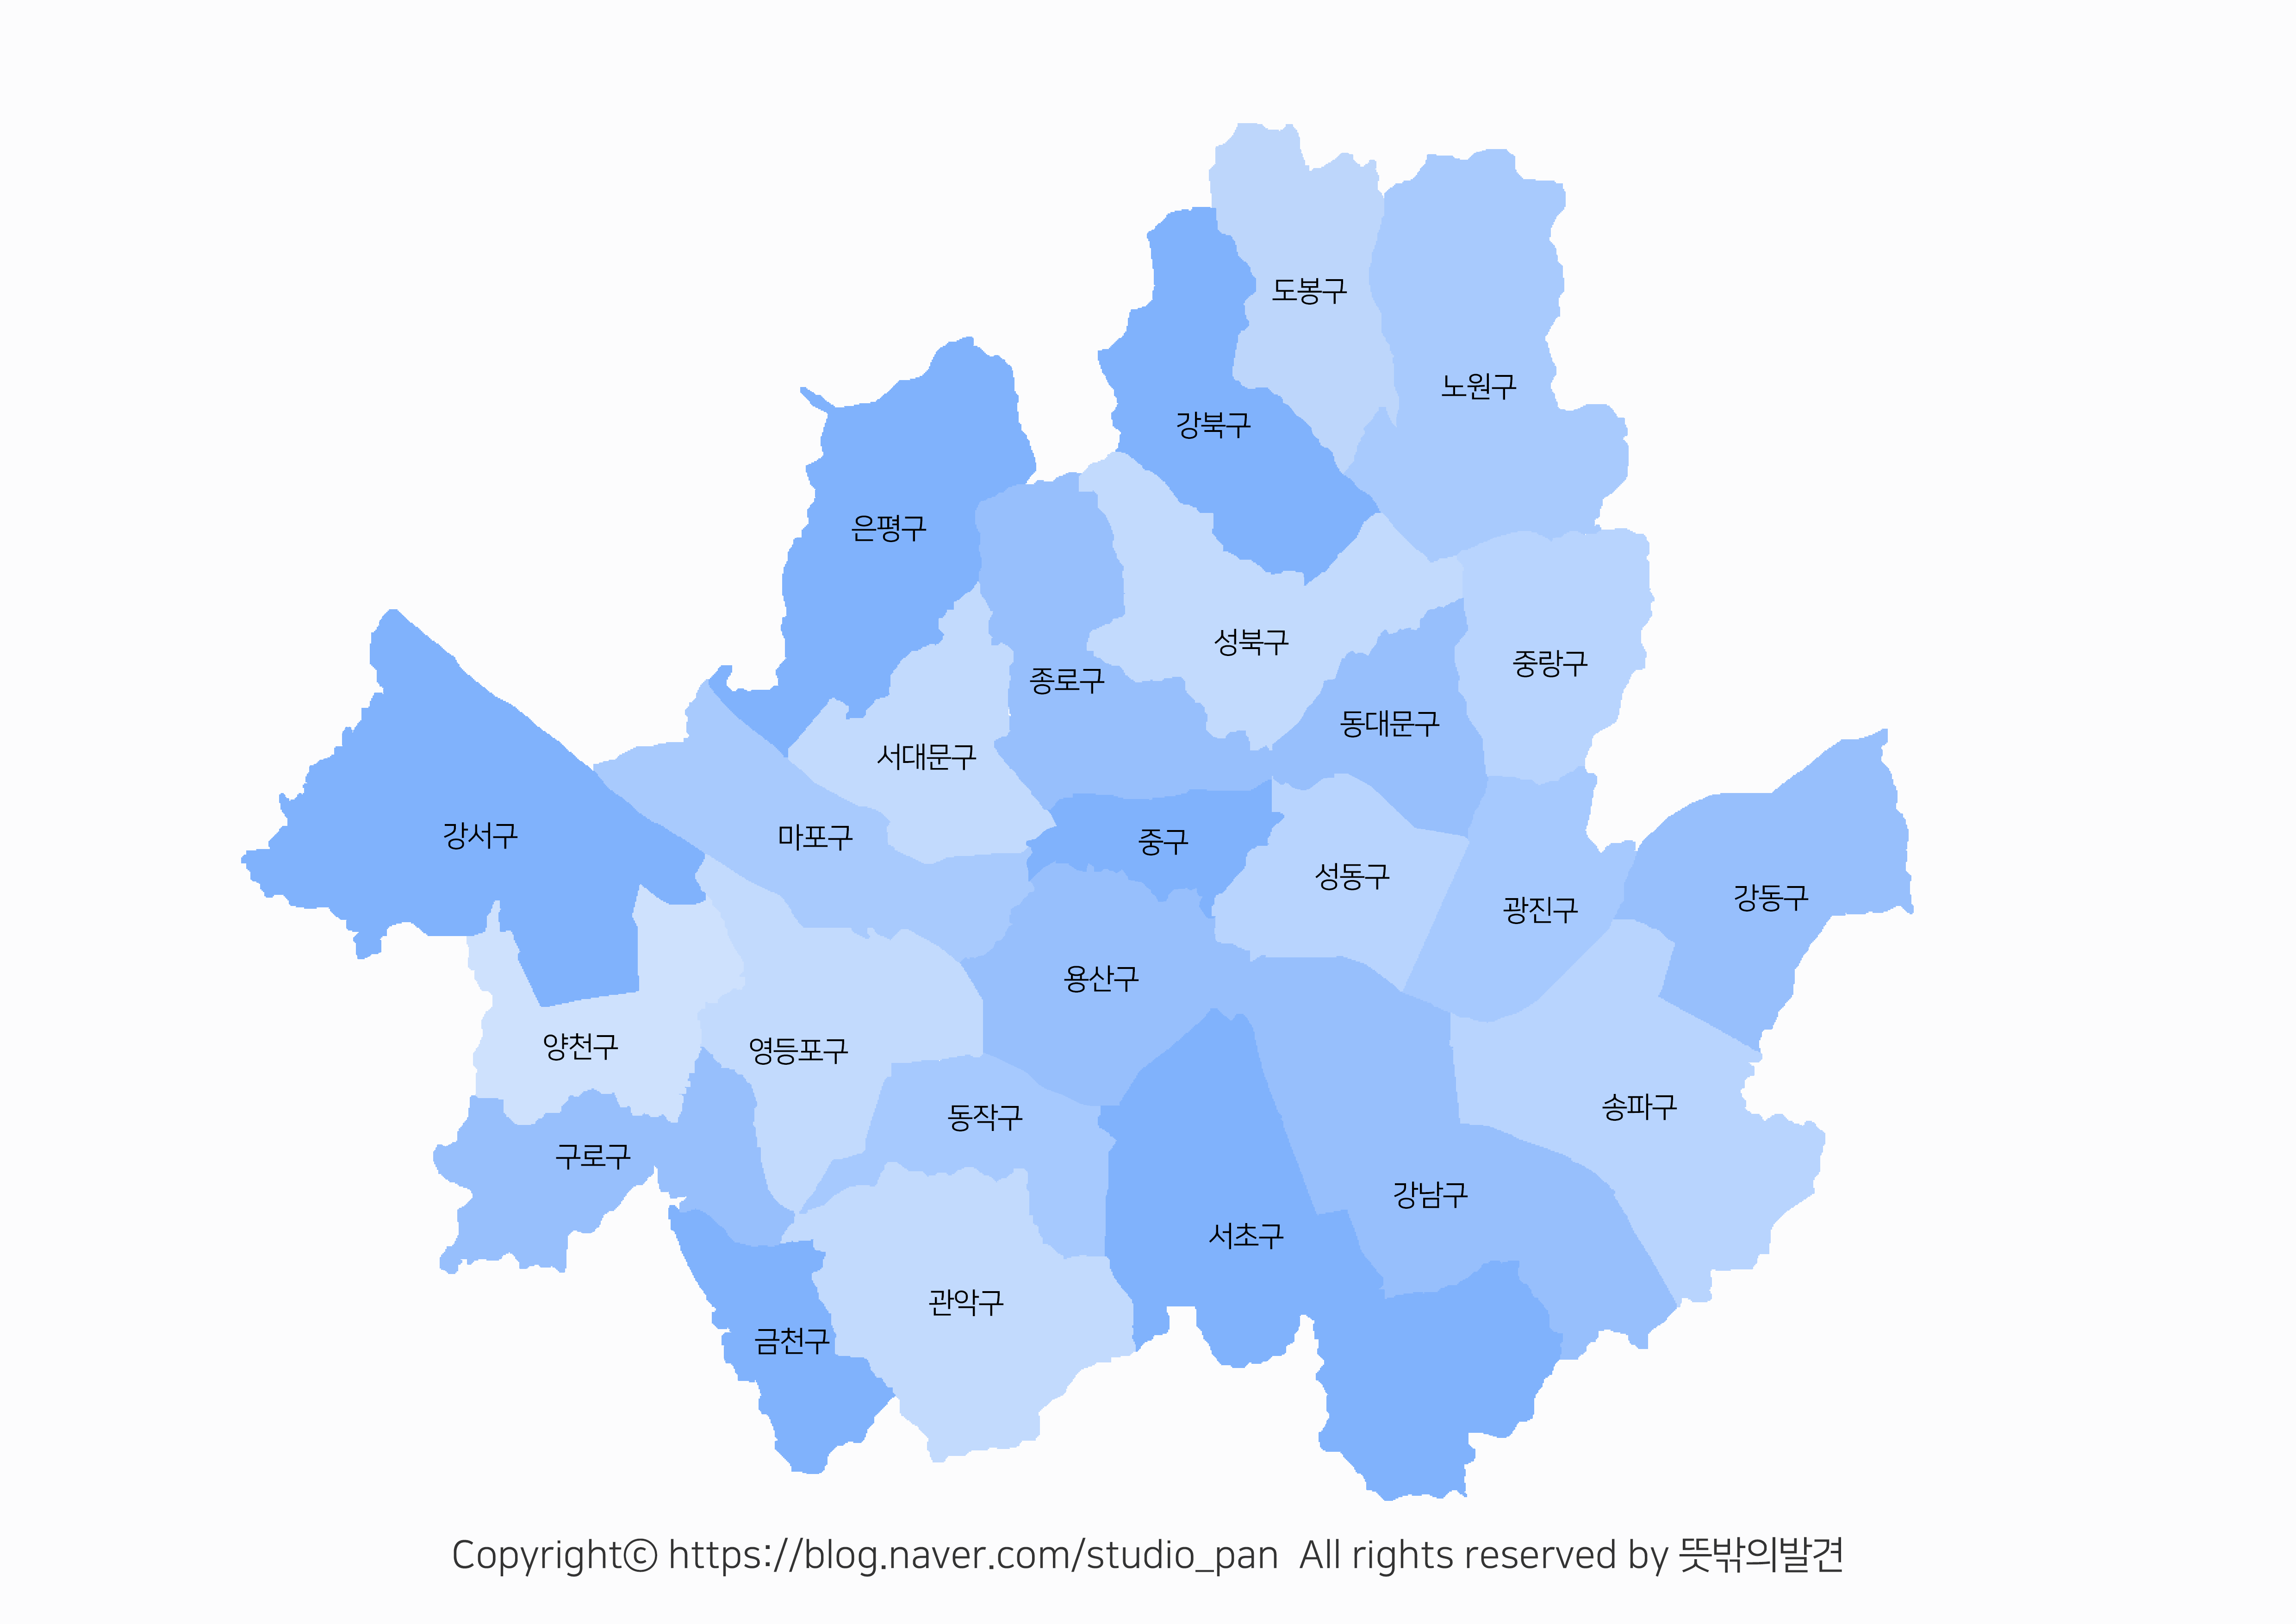 도봉구
노원구
강북구
은평구
성북구
중랑구
종로구
동대문구
서대문구
강서구
마포구
중구
성동구
강동구
광진구
용산구
양천구
영등포구
송파구
동작구
구로구
강남구
서초구
관악구
금천구
Copyright© https://blog.naver.com/studio_pan All rights reserved by 뜻밖의발견